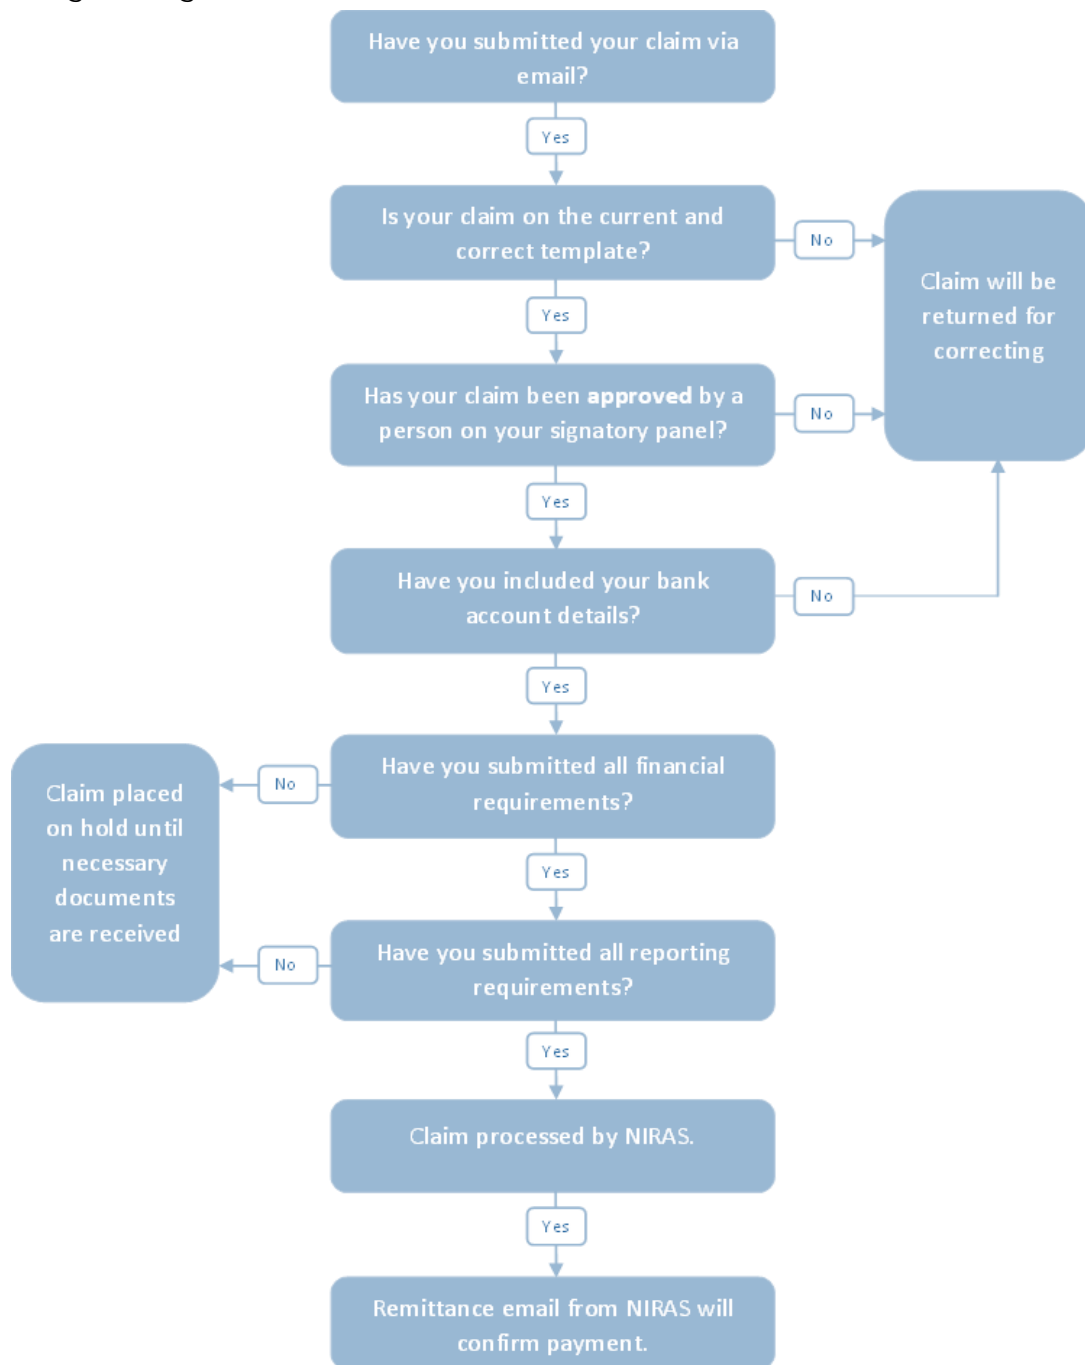 Have you submitted your claim via
email?
Yes
Is your claim on the current and
correct template?
No
Claim will be
returned for
correcting
Yes
Has your claim been approved by a
person on your signatory panel?
No
Yes
Have you included your bank
account details?
No
Yes
Have you submitted all financial
requirements?
No
Claim placed
on hold until
necessary
documents
are received
Yes
Have you submitted all reporting
requirements?
No
Yes
Claim processed by NIRAS.
Yes
Remittance email from NIRAS will
confirm payment.